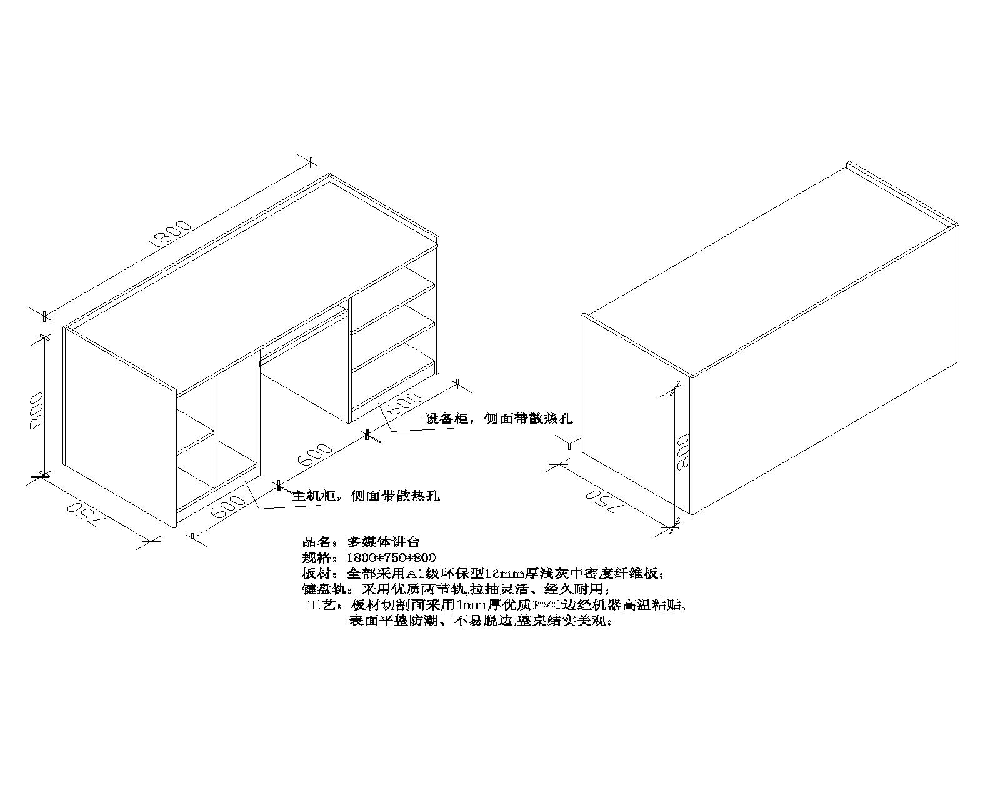 1800
800
750
600
600
600
设备柜，侧面带散热孔
主机柜，侧面带散热孔
750
800
品名：多媒体讲台
规格：1800*750*800
板材：全部采用A1级环保型18mm厚浅灰中密度纤维板；
键盘轨：采用优质两节轨,拉抽灵活、经久耐用；
工艺：板材切割面采用1mm厚优质PVC边经机器高温粘贴,
表面平整防潮、不易脱边,整桌结实美观；